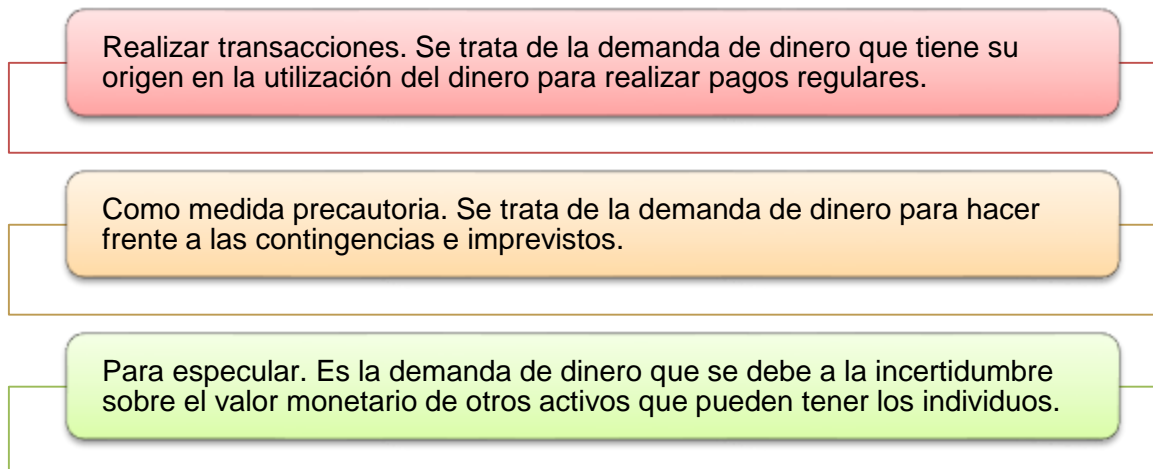 Realizar transacciones. Se trata de la demanda de dinero que tiene su
origen en la utilización del dinero para realizar pagos regulares.
Como medida precautoria. Se trata de la demanda de dinero para hacer
frente a las contingencias e imprevistos.
Para especular. Es la demanda de dinero que se debe a la incertidumbre
sobre el valor monetario de otros activos que pueden tener los individuos.